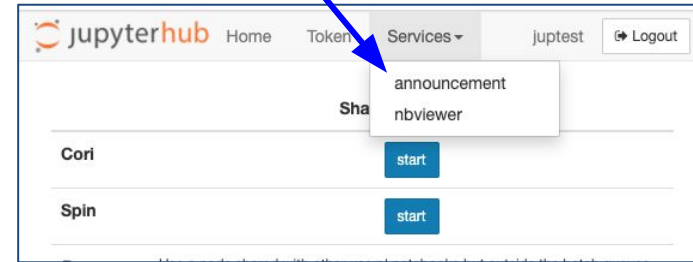 jupyterhub Home Token Services juptest Logout
announcement
Sha
nbviewer
Cori start
Spin start